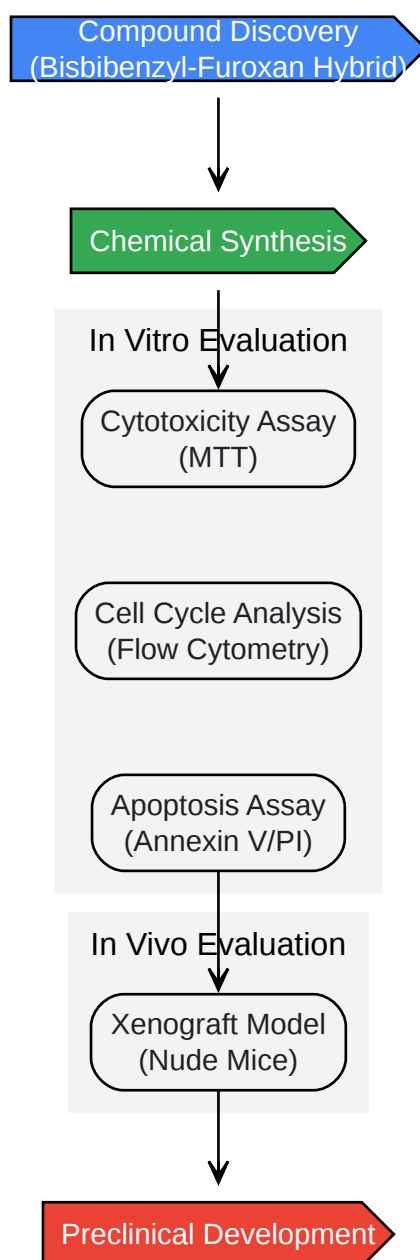 Compound Discovery
(Bisbibenzyl-Furoxan Hybrid)
Chemical Synthesis
In Vitro Evaluation
Cytotoxicity Assay
(MTT)
Cell Cycle Analysis
(Flow Cytometry)
Apoptosis Assay
(Annexin V/PI)
In Vivo Evaluation
Xenograft Model
(Nude Mice)
Preclinical Development